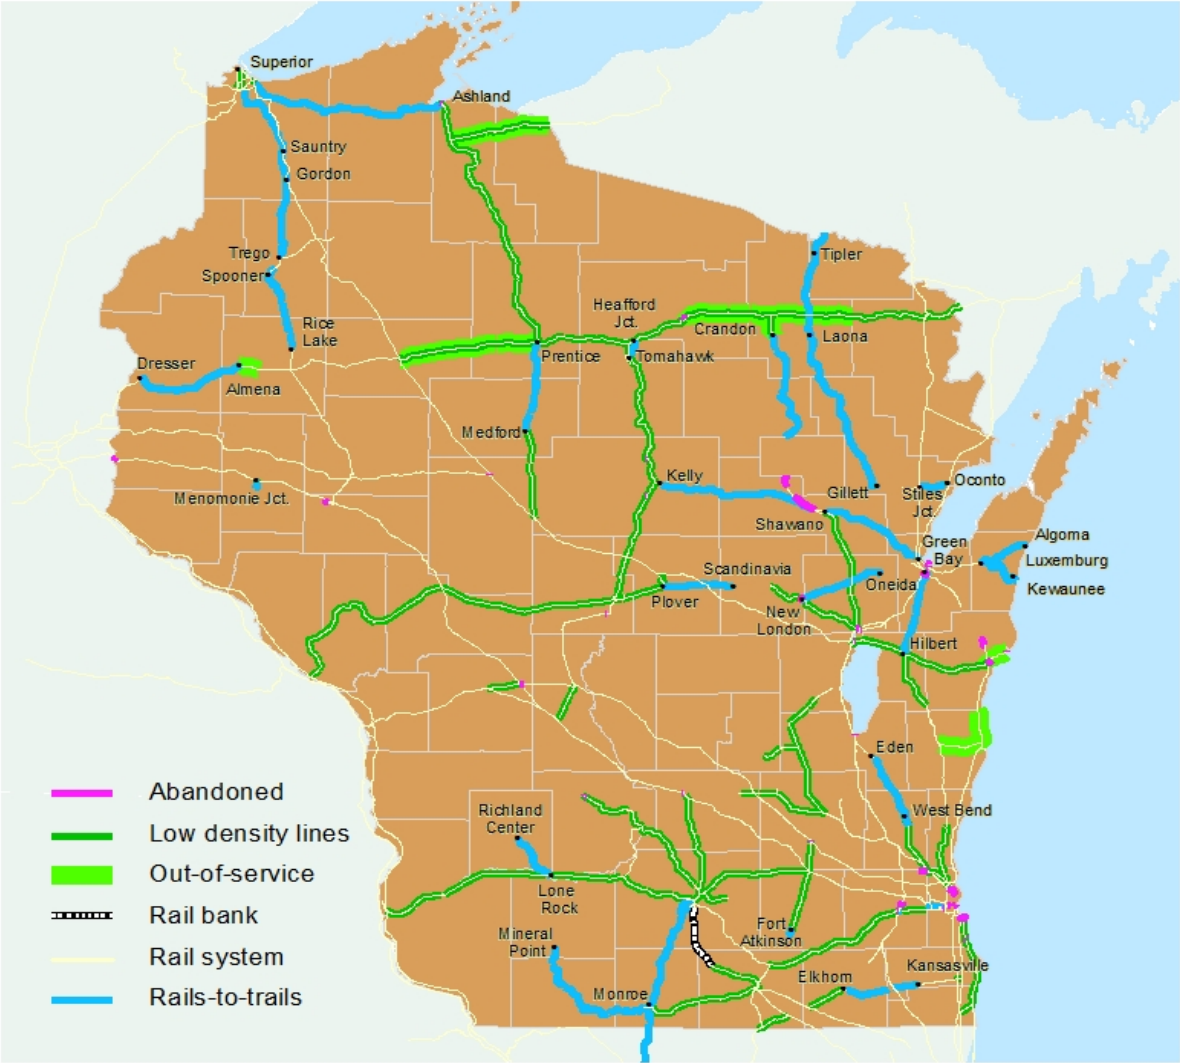 Superior
Ashland
Sauntry
Gordon
Trego
Spooner
Tipler
Rice
Lake
Heafford
Jct.
Crandon
Laona
Dresser
Almena
Prentice
Tomahawk
Medford
Kelly
Menomonie Jct.
Gillett
Stiles
Jct.
Oconto
Shawano
Green
Bay
Algoma
Luxemburg
Kewaunee
Scandinavia
Oneida
Plover
New
London
Hilbert
Eden
West Bend
Richland
Center
Lone
Rock
Mineral
Point
Fort
Atkinson
Elkhorn
Kansasville
Monroe
Abandoned
Low density lines
Out-of-service
Rail bank
Rail system
Rails-to-trails